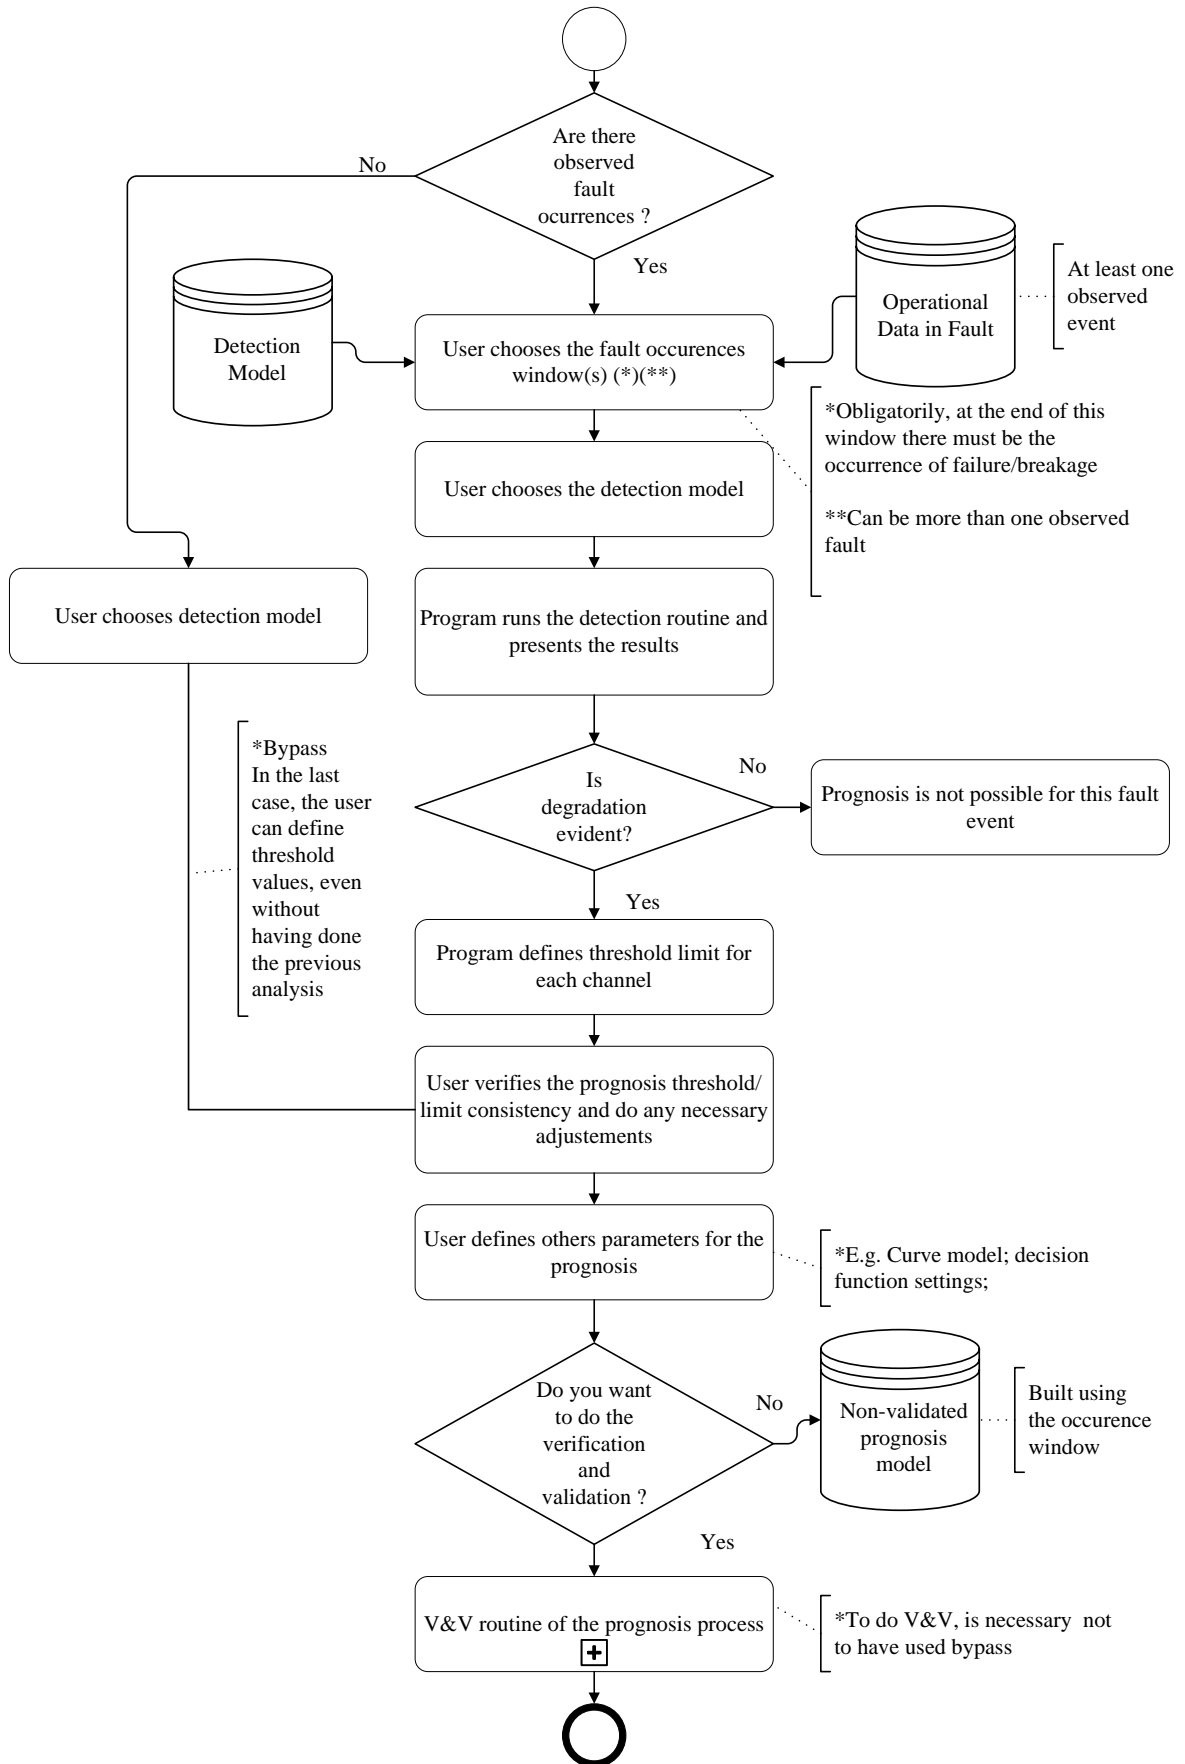 Are there
observed
fault
ocurrences ?
No
Yes
Detection
Model
Operational
Data in Fault
At least one
observed
event
User chooses the fault occurences
window(s) (*)(**)
*Obligatorily, at the end of this
window there must be the
occurrence of failure/breakage
**Can be more than one observed
fault
User chooses the detection model
User chooses detection model
Program runs the detection routine and
presents the results
*Bypass
In the last
case, the user
can define
threshold
values, even
without
having done
the previous
analysis
Is
degradation
evident?
No
Prognosis is not possible for this fault
event
Yes
Program defines threshold limit for
each channel
User verifies the prognosis threshold/
limit consistency and do any necessary
adjustements
User defines others parameters for the
prognosis
*E.g. Curve model; decision
function settings;
Do you want
to do the
verification
and
validation ?
No
Non-validated
prognosis
model
Built using
the occurence
window
Yes
V&V routine of the prognosis process
*To do V&V, is necessary  not
to have used bypass